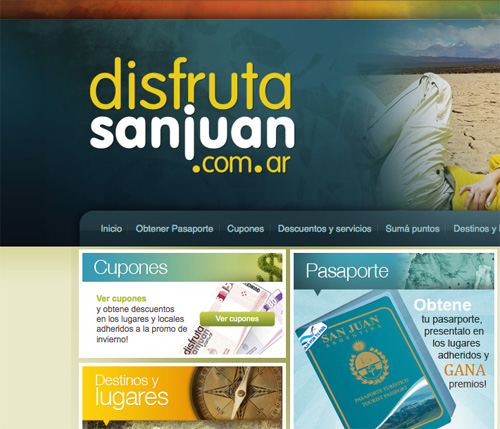 disfruta
sanjuan
.com.ar
Inicio Obtener Pasaporte Cupones Descuentos y servicios Sumá puntos Destinos y
Cupones
Ver cupones
y obtene descuentos
en los lugares y locales
adheridos a la promo de
invierno!
Ver cupones
disfruta
san
Destinos y
lugares
Pasaporte
Obtene
tu pasarporte,
presentalo en
los lugares
adheridos y
GANA
premios!
SAN JUAN
ARGENTINA
PASAPORTE TURÍSTICO
TOURIST PASSPORT